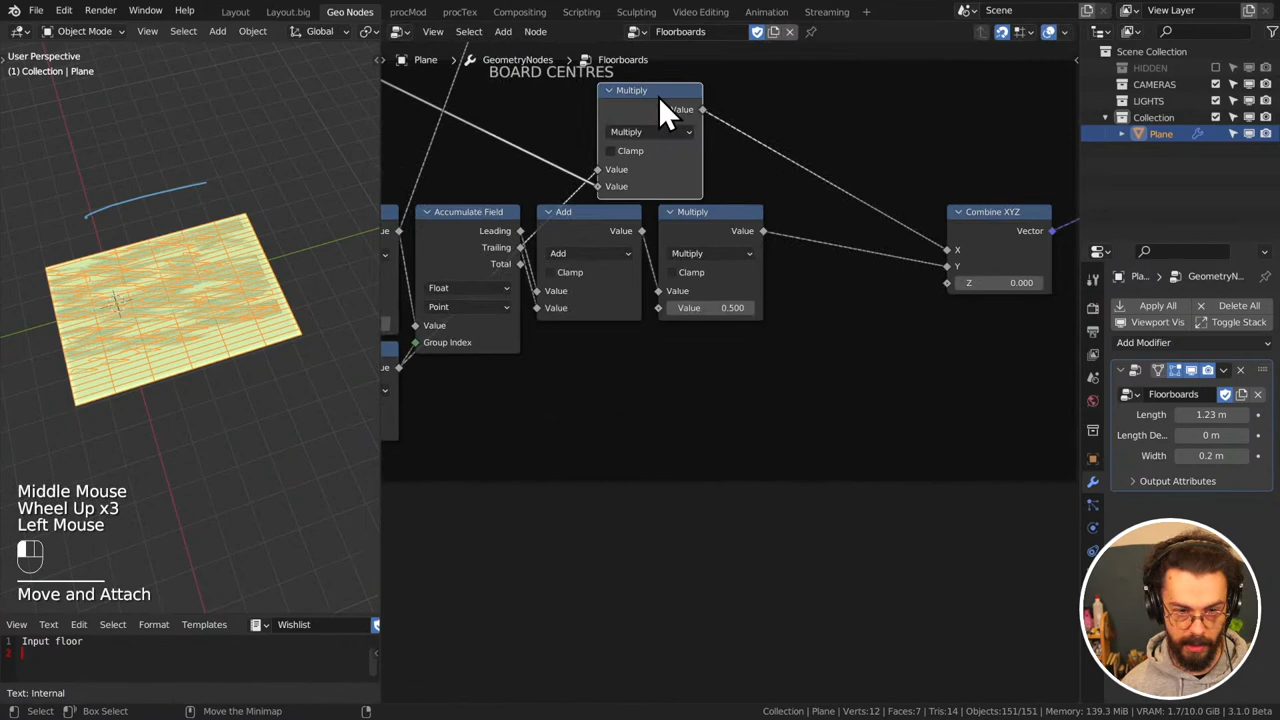 File Edit Render Window Help Layout Layout.big Geo Nodes procMod procTex Compositing Scripting Sculpting Video Editing Animation Streaming + Scene View Layer
Object Mode View Select Add Object Global
View Select Add Node Floorboards
User Perspective
(1) Collection | Plane
Plane > GeometryNodes > Floorboards
BOARD CENTRES
Multiply
Value
Multiply
Clamp
Value
Value
Accumulate Field
Leading
Trailing
Total
Float
Point
Value
Group Index
Add
Value
Add
Clamp
Value
Value
Multiply
Value
Multiply
Clamp
Value
Value 0.500
Combine XYZ
Vector
X
Y
Z 0.000
Scene Collection
HIDDEN
CAMERAS
LIGHTS
Collection
Plane
Pla... > GeometryN...
Apply All Delete All
Viewport Vis Toggle Stack
Add Modifier
Floorboards
Length 1.23 m
Length De... 0 m
Width 0.2 m
Output Attributes
Middle Mouse
Wheel Up x3
Left Mouse
Move and Attach
View Text Edit Select Format Templates Wishlist
1 Input floor
2
Text: Internal
Select Box Select Move the Minimap
Collection | Plane | Verts:12 | Faces:7 | Tris:14 | Objects:151/151 | Memory: 139.3 MiB | VRAM: 1.7/10.0 GiB | 3.1.0 Beta